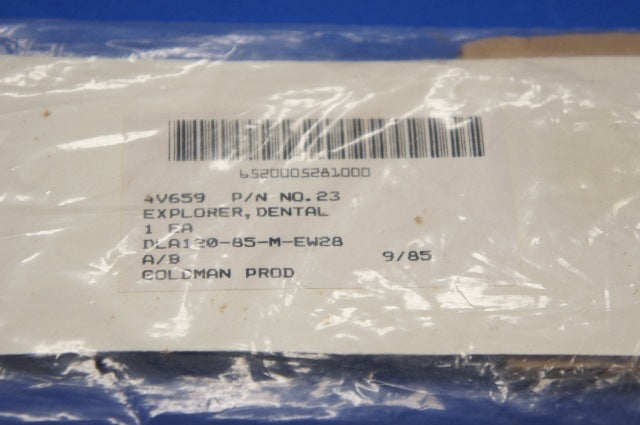 6520005281000
4V659 P/N NO.23
EXPLORER, DENTAL
1 EA
DLA120-85-M-EW28
A/B 9/85
GOLDMAN PROD